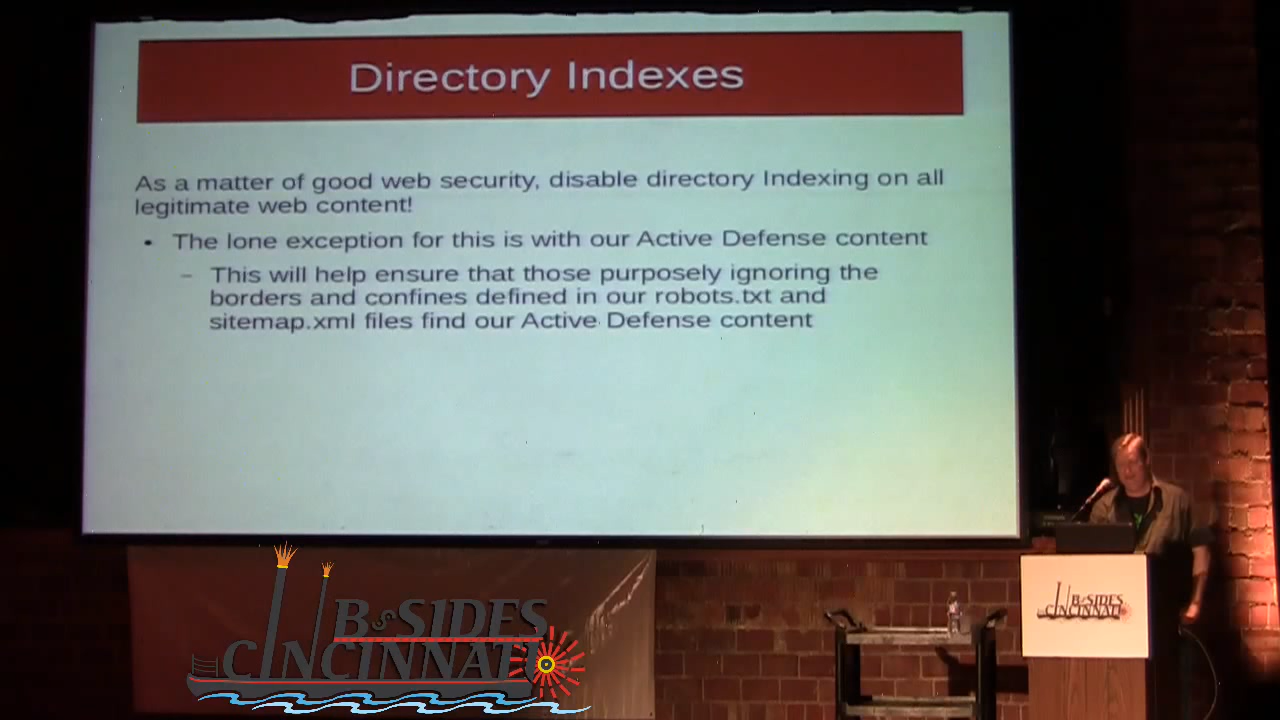 Directory Indexes
As a matter of good web security, disable directory Indexing on all
legitimate web content!
• The lone exception for this is with our Active Defense content
– This will help ensure that those purposely ignoring the
borders and confines defined in our robots.txt and
sitemap.xml files find our Active Defense content
BSIDES
CINCINNATI
BSIDES
CINCINNATI